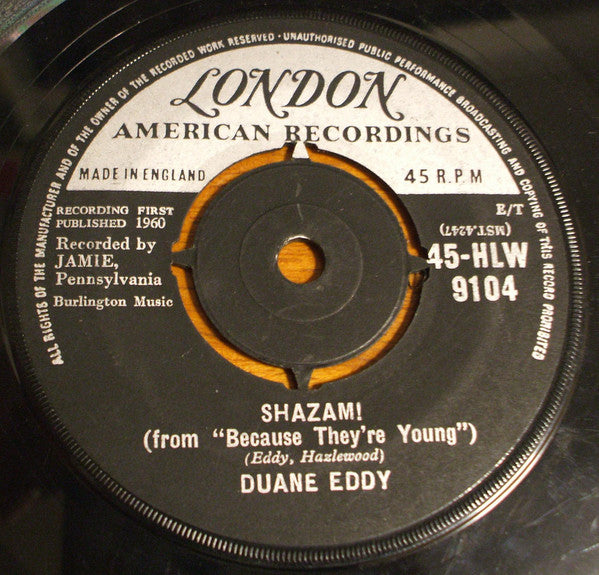 ALL RIGHTS OF THE MANUFACTURER AND OF THE OWNER OF THE RECORDED WORK RESERVED · UNAUTHORISED PUBLIC PERFORMANCE BROADCASTING AND COPYING OF THIS RECORD PROHIBITED
LONDON
AMERICAN RECORDINGS
MADE IN ENGLAND
45 R.P.M
RECORDING FIRST
PUBLISHED 1960
Recorded by
JAMIE,
Pennsylvania
Burlington Music
E/T
(MST.4247)
45-HLW
9104
SHAZAM!
(from "Because They're Young")
(Eddy, Hazlewood)
DUANE EDDY